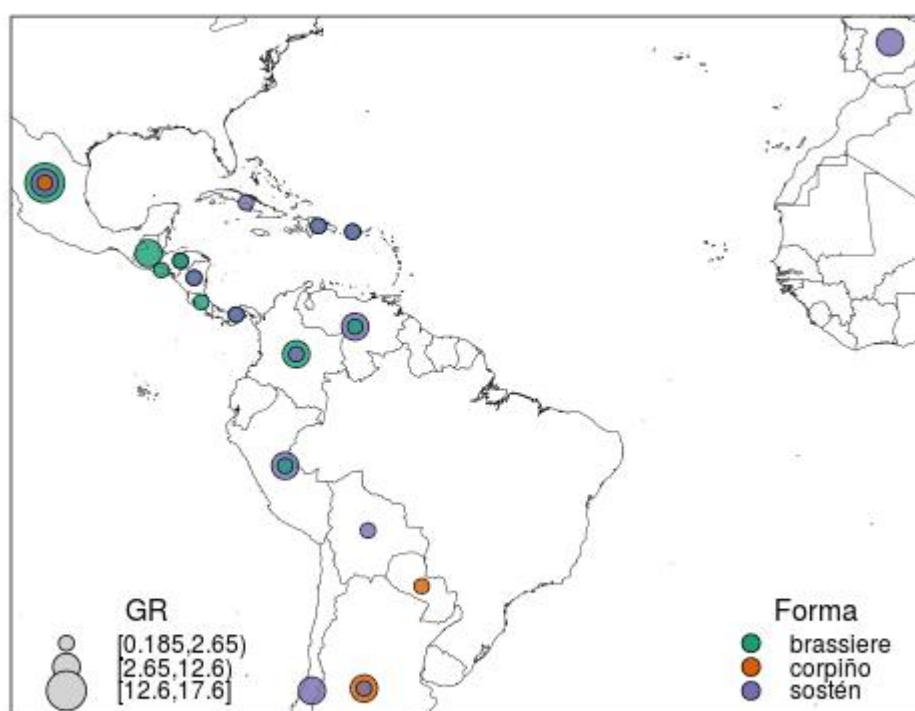 GR
[0.185,2.65)
[2.65,12.6)
[12.6,17.6]
Forma
brassiere
corpiño
sostén